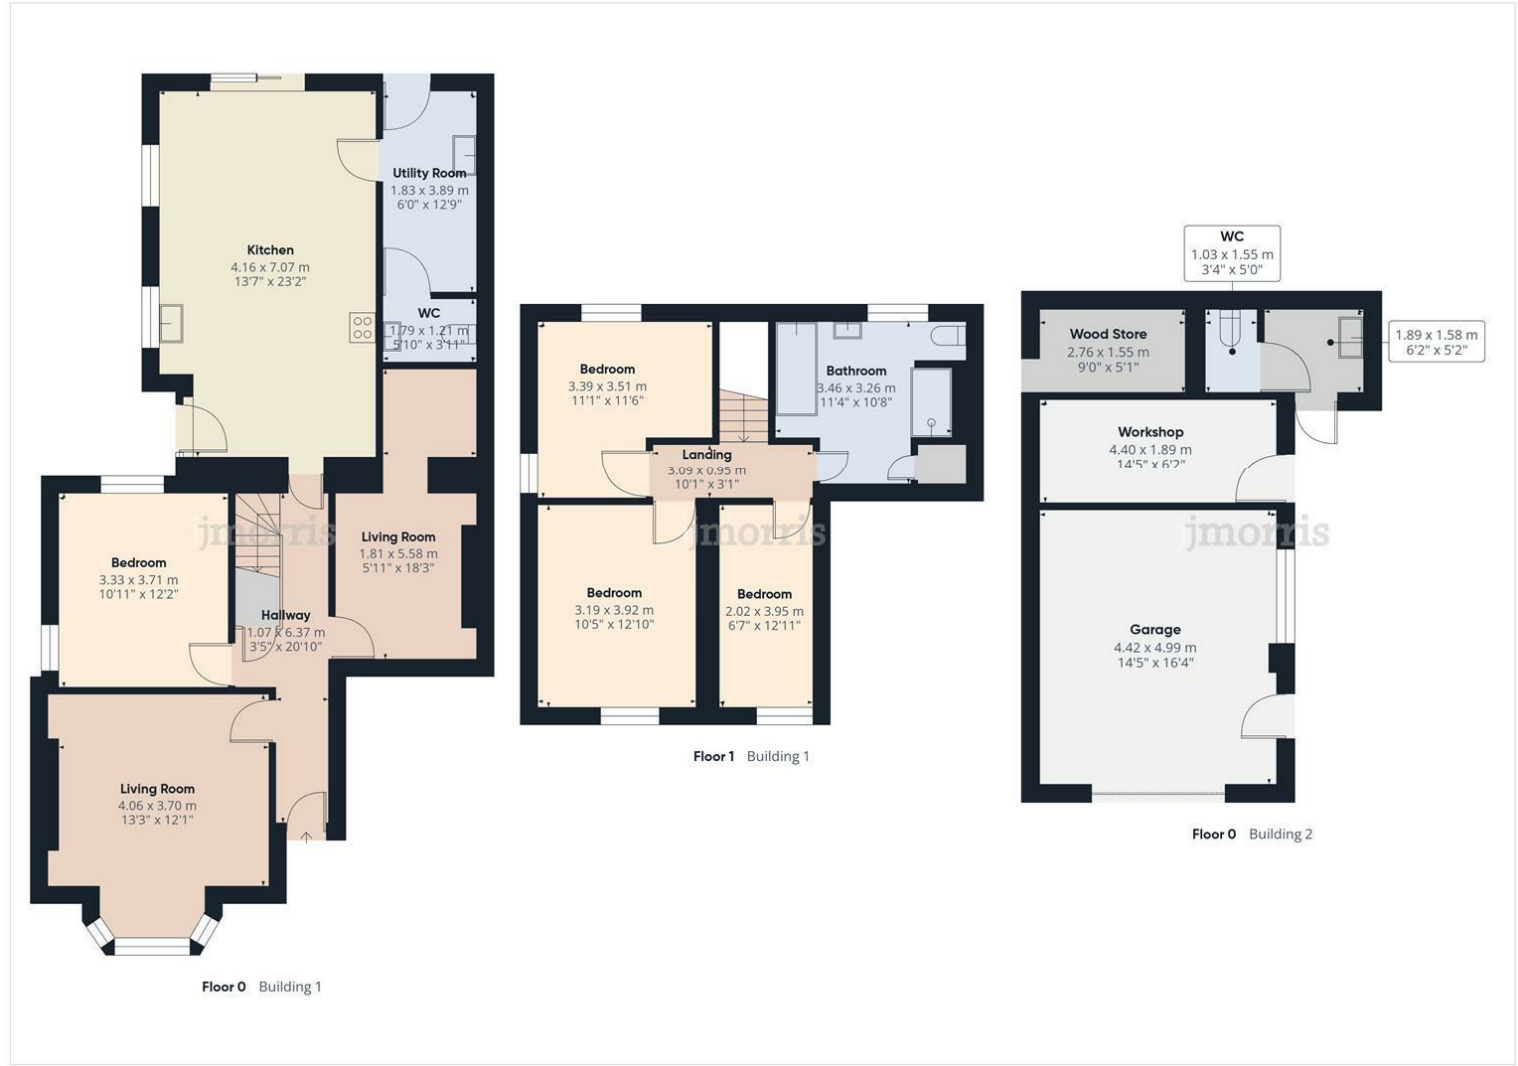 Kitchen
4.16 x 7.07 m
13'7" x 23'2"
Utility Room
1.83 x 3.89 m
6'0" x 12'9"
WC
1.79 x 1.21 m
5'10" x 3'11"
Living Room
1.81 x 5.58 m
5'11" x 18'3"
Bedroom
3.33 x 3.71 m
10'11" x 12'2"
Hallway
1.07 x 6.37 m
3'5" x 20'10"
Living Room
4.06 x 3.70 m
13'3" x 12'1"
jmorris
Floor 0 Building 1
Bedroom
3.39 x 3.51 m
11'1" x 11'6"
Bathroom
3.46 x 3.26 m
11'4" x 10'8"
Landing
3.09 x 0.95 m
10'1" x 3'1"
Bedroom
3.19 x 3.92 m
10'5" x 12'10"
Bedroom
2.02 x 3.95 m
6'7" x 12'11"
jmorris
Floor 1 Building 1
WC
1.03 x 1.55 m
3'4" x 5'0"
Wood Store
2.76 x 1.55 m
9'0" x 5'1"
1.89 x 1.58 m
6'2" x 5'2"
Workshop
4.40 x 1.89 m
14'5" x 6'2"
jmorris
Garage
4.42 x 4.99 m
14'5" x 16'4"
Floor 0 Building 2